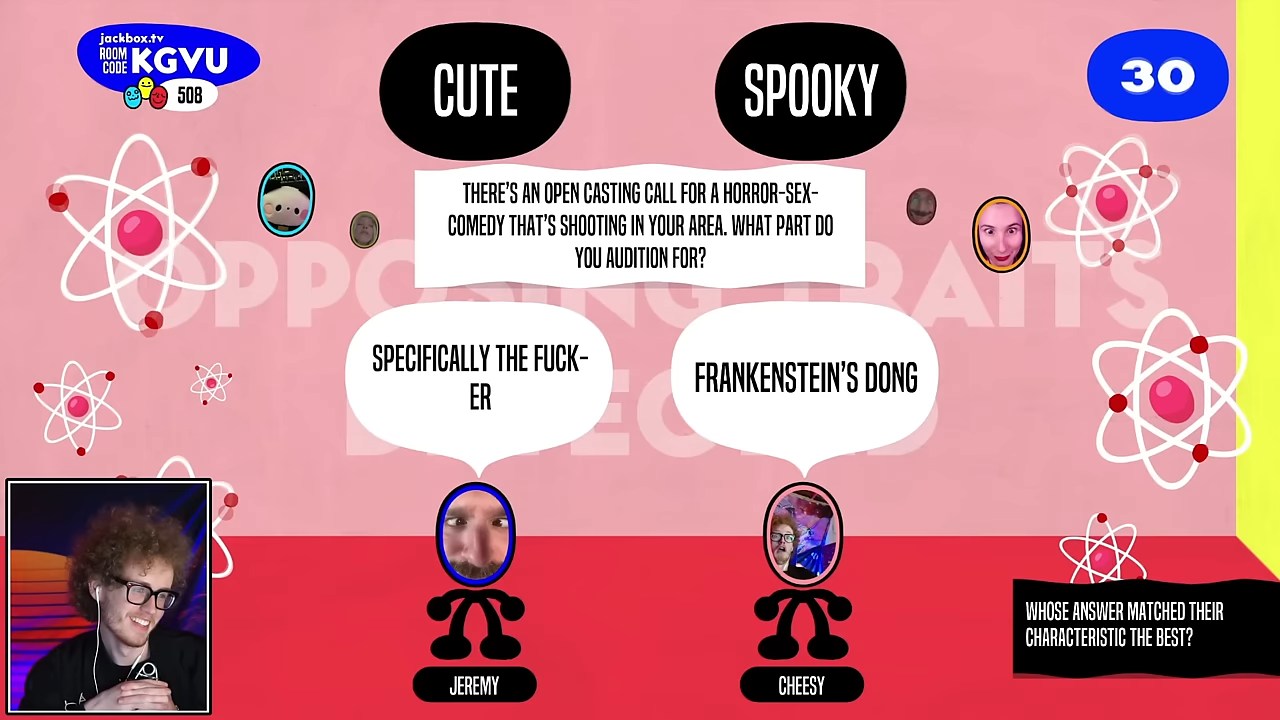 jackbox.tv
ROOM CODE KGVU
508
CUTE
SPOOKY
30
THERE'S AN OPEN CASTING CALL FOR A HORROR-SEX-
COMEDY THAT'S SHOOTING IN YOUR AREA. WHAT PART DO
YOU AUDITION FOR?
OPPOSING TRAITS
SPECIFICALLY THE FUCK-
ER
FRANKENSTEIN'S DONG
JEREMY
CHEESY
WHOSE ANSWER MATCHED THEIR
CHARACTERISTIC THE BEST?